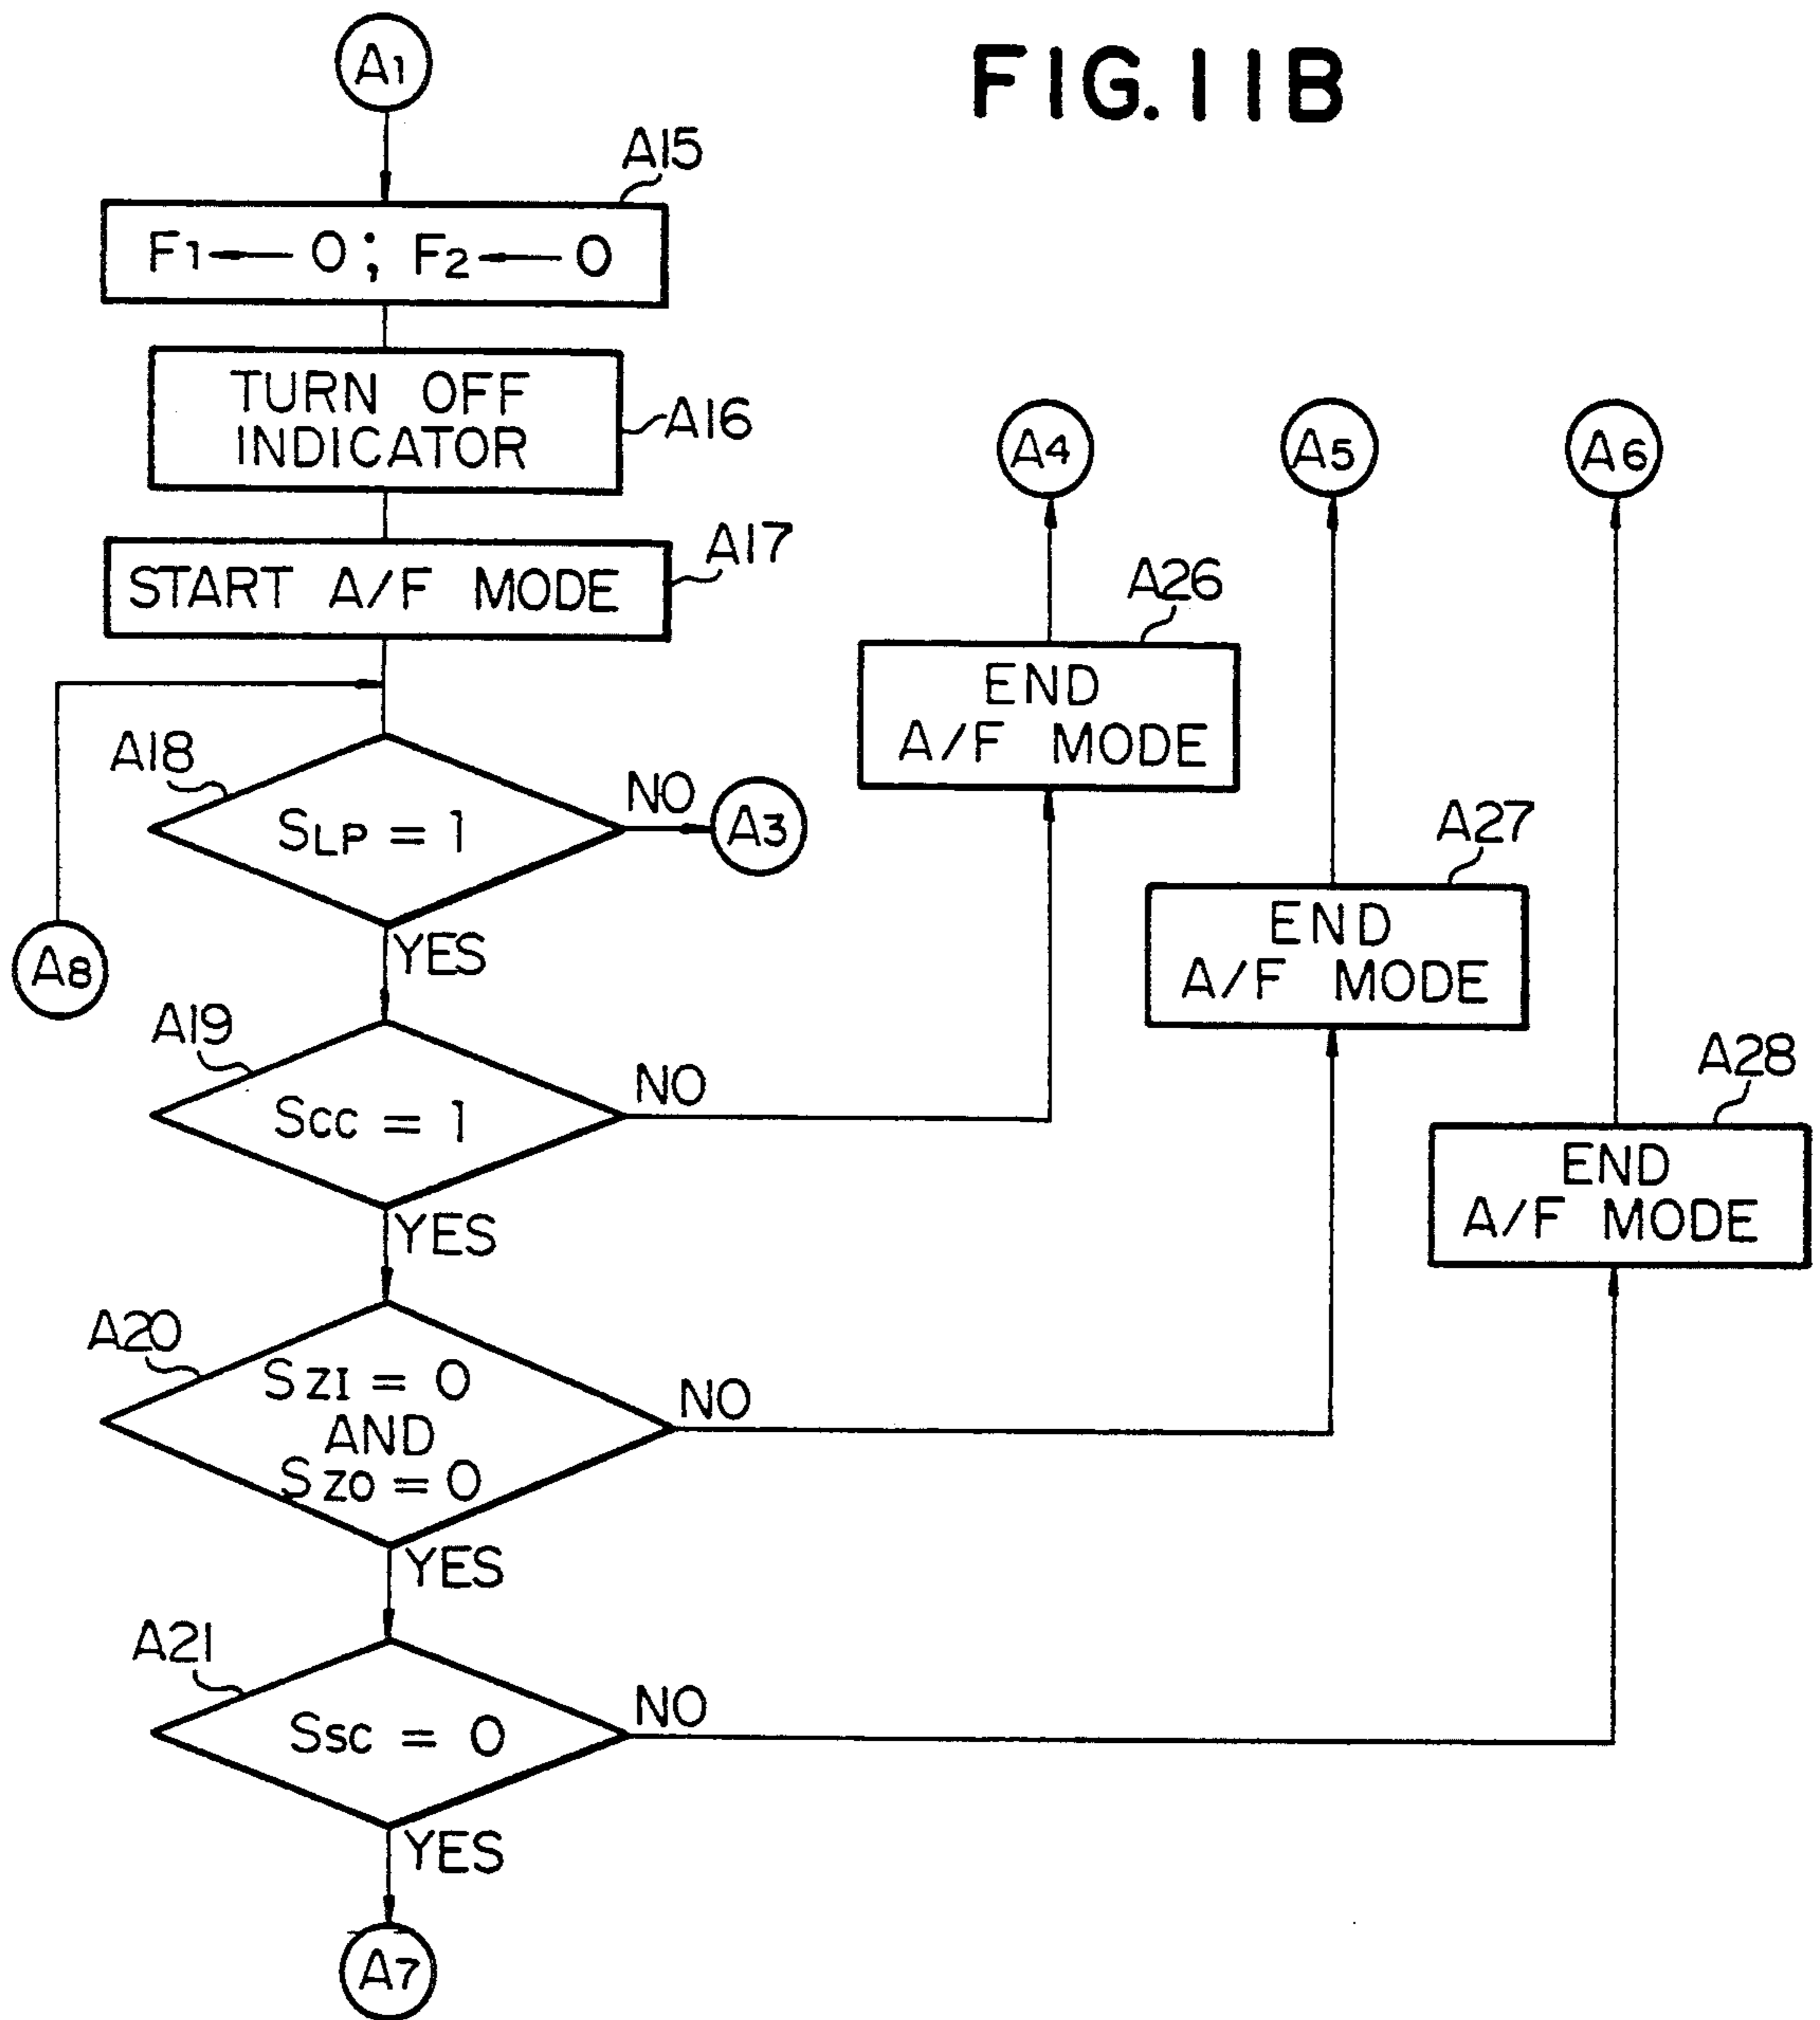 FIG. 11B
A1
A15
F1 ← 0 ; F2 ← 0
TURN OFF
INDICATOR
A16
START A/F MODE
A17
A18
SLP = 1
NO
A3
YES
A8
A19
Scc = 1
NO
YES
A20
SZI = 0
AND
SZO = 0
NO
YES
A21
Ssc = 0
NO
YES
A7
A4
A26
END
A/F MODE
A5
A27
END
A/F MODE
A6
A28
END
A/F MODE